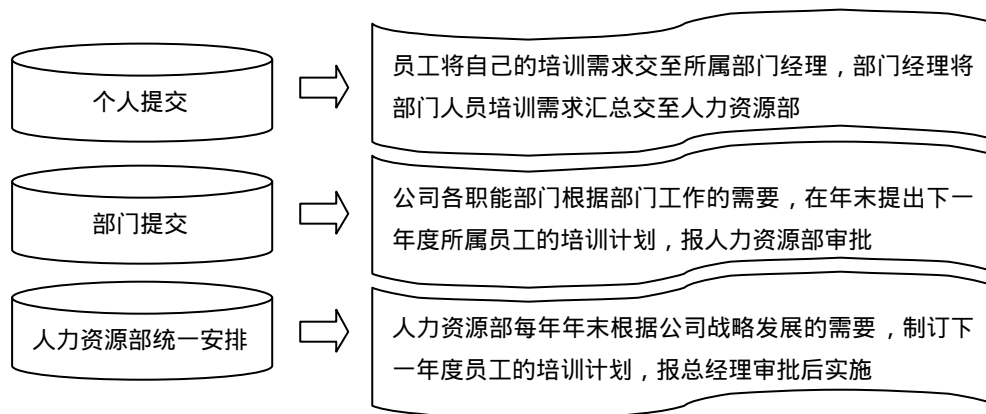 个人提交
员工将自己的培训需求交至所属部门经理，部门经理将
部门人员培训需求汇总交至人力资源部
部门提交
公司各职能部门根据部门工作的需要，在年末提出下一
年度所属员工的培训计划，报人力资源部审批
人力资源部统一安排
人力资源部每年年末根据公司战略发展的需要，制订下
一年度员工的培训计划，报总经理审批后实施